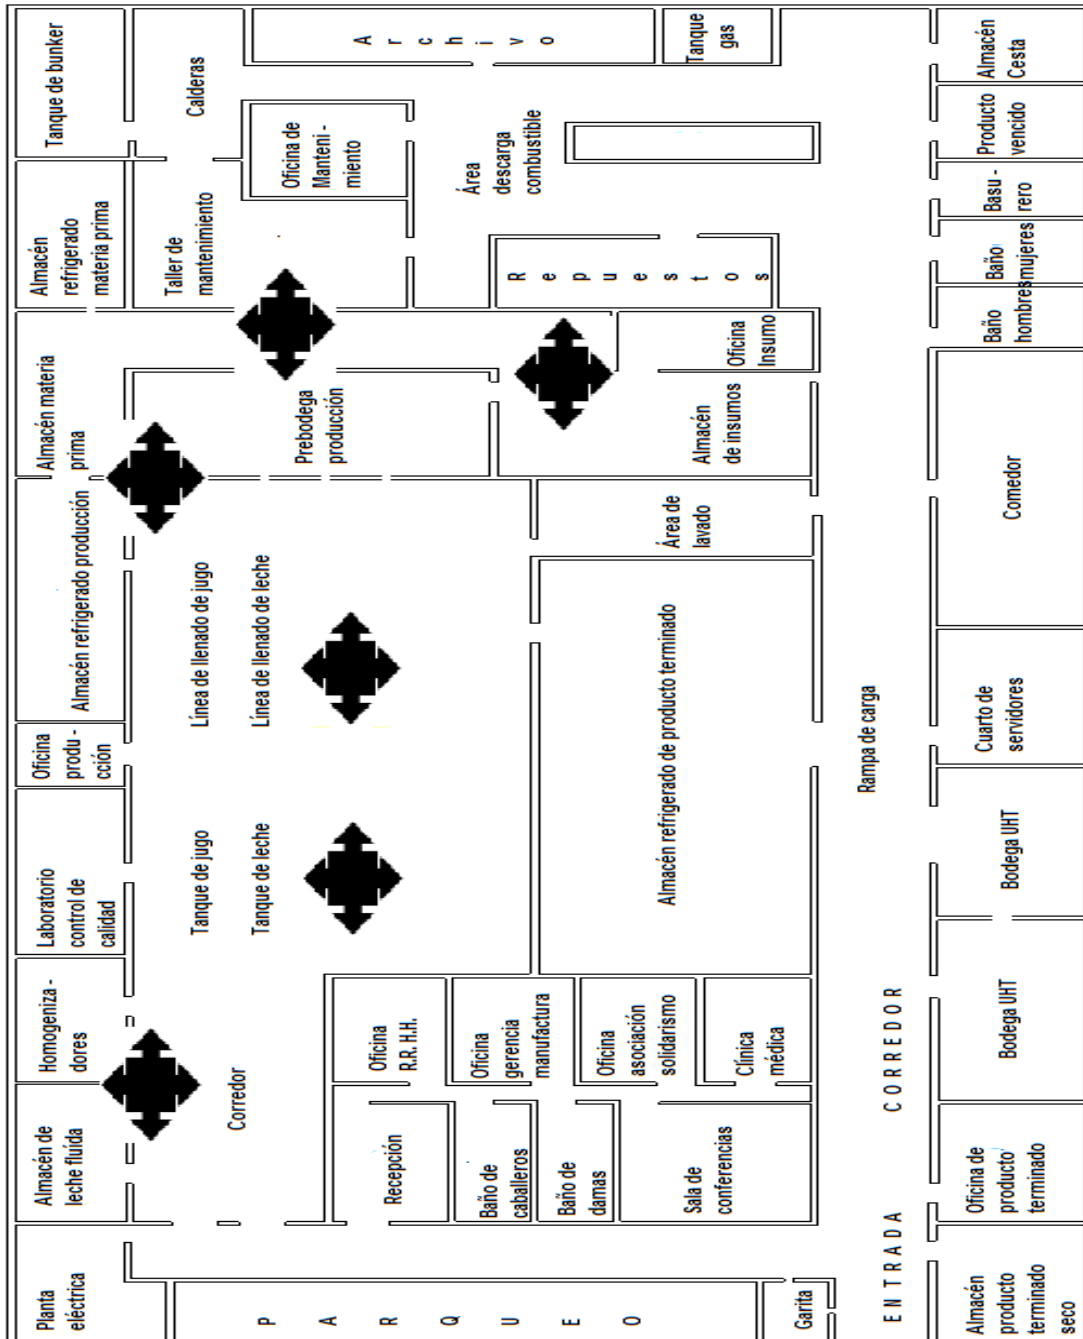 Planta
eléctrica
Almacén de
leche fluída
Homogeniza -
dores
Laboratorio
control de
calidad
Oficina
produ -
cción
Almacén refrigerado producción
Almacén materia
prima
Almacén
refrigerado
materia prima
Tanque de bunker
Corredor
Tanque de jugo
Tanque de leche
Línea de llenado de jugo
Línea de llenado de leche
Prebodega
producción
Taller de
mantenimiento
Calderas
Oficina de
Manteni -
miento
Archivo
Tanque
gas
Área
descarga
combustible
Repuestos
PARQUEO
Recepción
Oficina
R.R. H.H.
Baño de
caballeros
Oficina
gerencia
manufactura
Baño de
damas
Oficina
asociación
solidarismo
Sala de
conferencias
Clínica
médica
Almacén refrigerado de producto terminado
Área de
lavado
Almacén
de insumos
Oficina
Insumo
Garita
ENTRADA
CORREDOR
Rampa de carga
Almacén
producto
terminado
seco
Oficina de
producto
terminado
Bodega UHT
Bodega UHT
Cuarto de
servidores
Comedor
Baño
hombres
Baño
mujeres
Basu -
rero
Producto
vencido
Almacén
Cesta